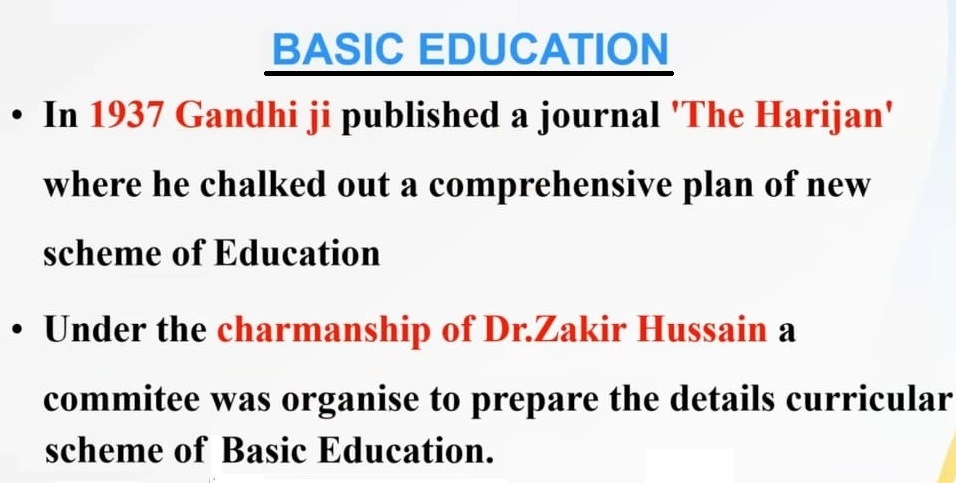 BASIC EDUCATION
• In 1937 Gandhi ji published a journal 'The Harijan'
where he chalked out a comprehensive plan of new
scheme of Education
• Under the charmanship of Dr.Zakir Hussain a
commitee was organise to prepare the details curricular
scheme of Basic Education.